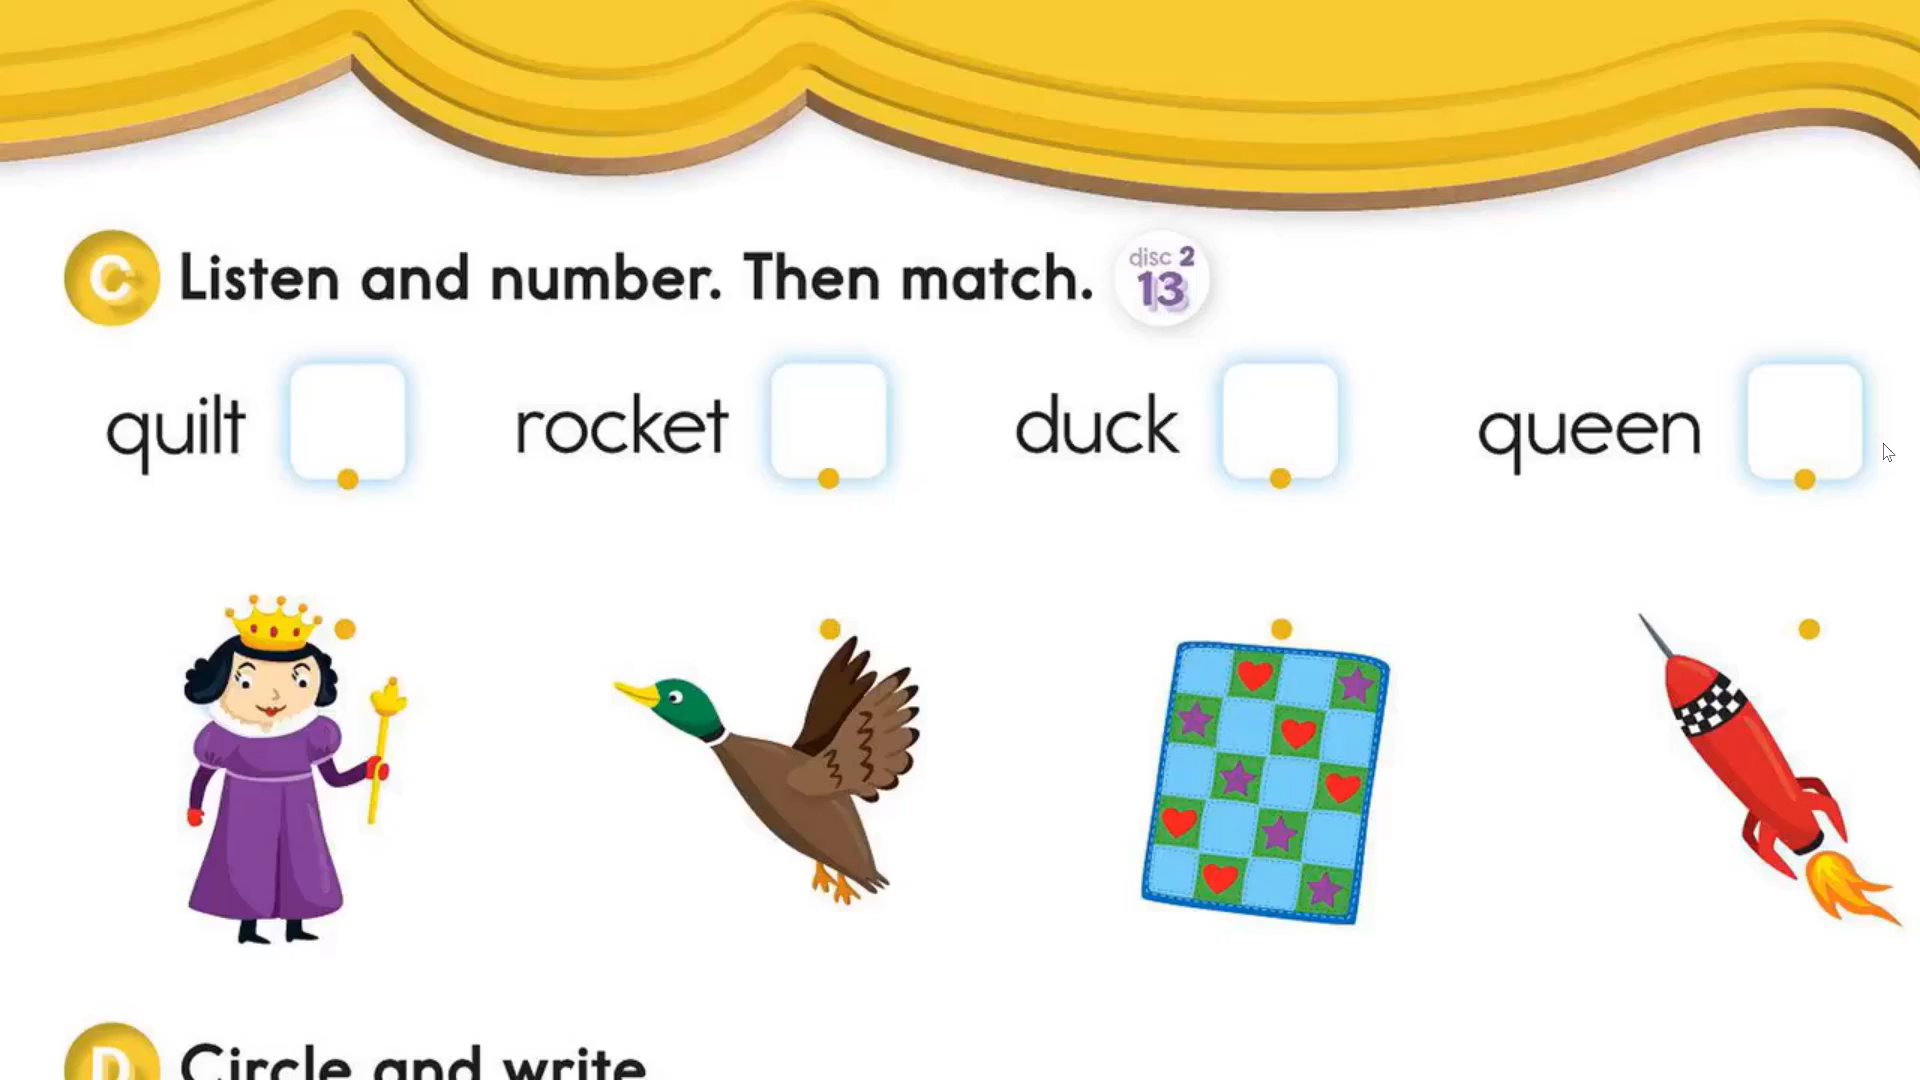 C Listen and number. Then match. disc 2 13
quilt rocket duck queen
D Circle and write